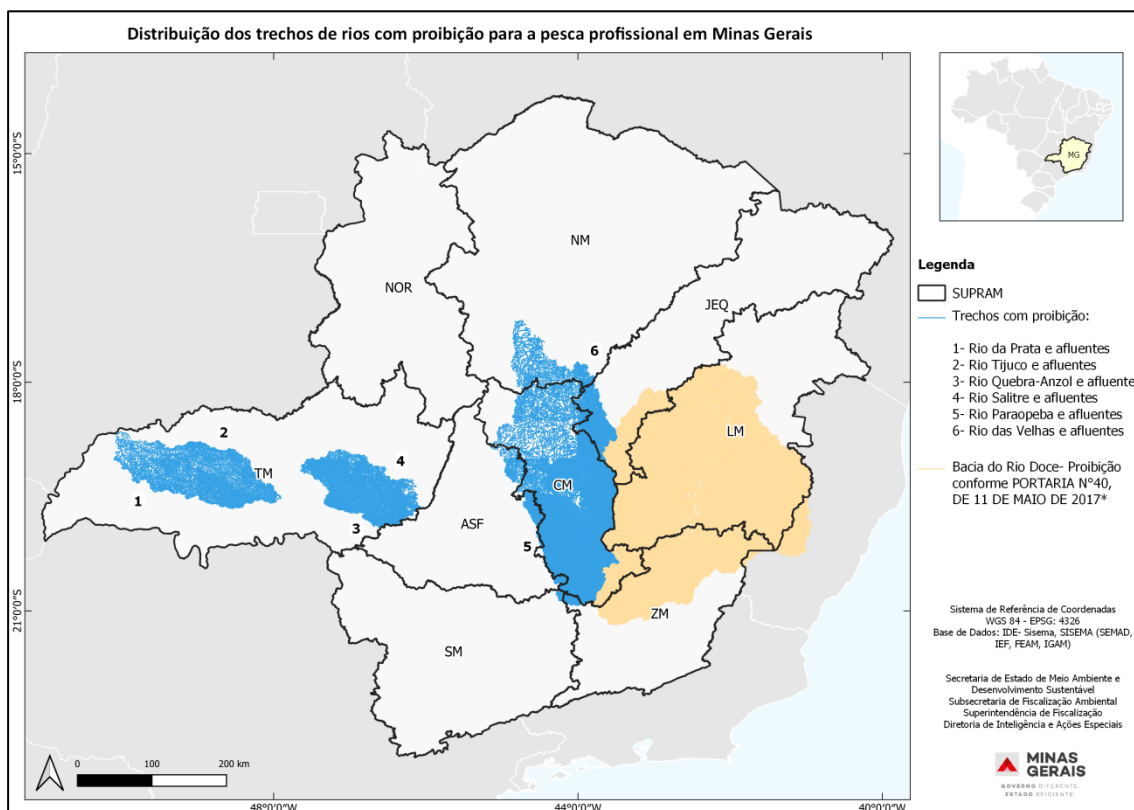 Distribuição dos trechos de rios com proibição para a pesca profissional em Minas Gerais
15°0'0"S
18°0'0"S
21°0'0"S
NM
NOR
JEQ
6
LM
2
TM
4
CM
1
3
ASF
5
ZM
SM
0 100 200 km
48°0'0"W
44°0'0"W
40°0'0"W
MG
Legenda
SUPRAM
Trechos com proibição:
1- Rio da Prata e afluentes
2- Rio Tijuco e afluentes
3- Rio Quebra-Anzol e afluente
4- Rio Salitre e afluentes
5- Rio Paraopeba e afluentes
6- Rio das Velhas e afluentes
Bacia do Rio Doce- Proibição
conforme PORTARIA N°40,
DE 11 DE MAIO DE 2017*
Sistema de Referência de Coordenadas
WGS 84 - EPSG: 4326
Base de Dados: IDE- Sisema, SISEMA (SEMAD,
IEF, FEAM, IGAM)
Secretaria de Estado de Meio Ambiente e
Desenvolvimento Sustentável
Subsecretaria de Fiscalização Ambiental
Superintendência de Fiscalização
Diretoria de Inteligência e Ações Especiais
MINAS
GERAIS
GOVERNO DIFERENTE.
ESTADO EFICIENTE.